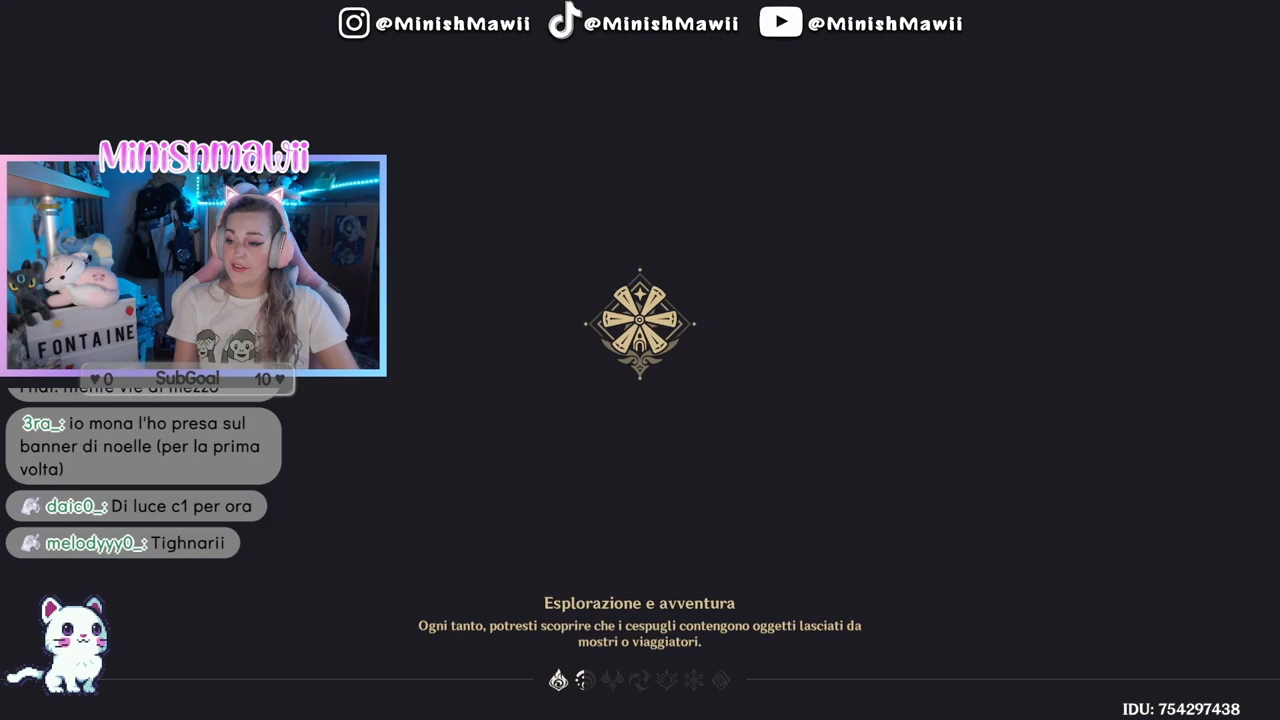 @MinishMawii @MinishMawii @MinishMawii
MiNiShmaWii
FONTAINE
♥ 0 SubGoal 10 ♥
3ra_: io mona l'ho presa sul
banner di noelle (per la prima
volta)
daic0_: Di luce c1 per ora
melodyyy0_: Tighnarii
Esplorazione e avventura
Ogni tanto, potresti scoprire che i cespugli contengono oggetti lasciati da
mostri o viaggiatori.
IDU: 754297438